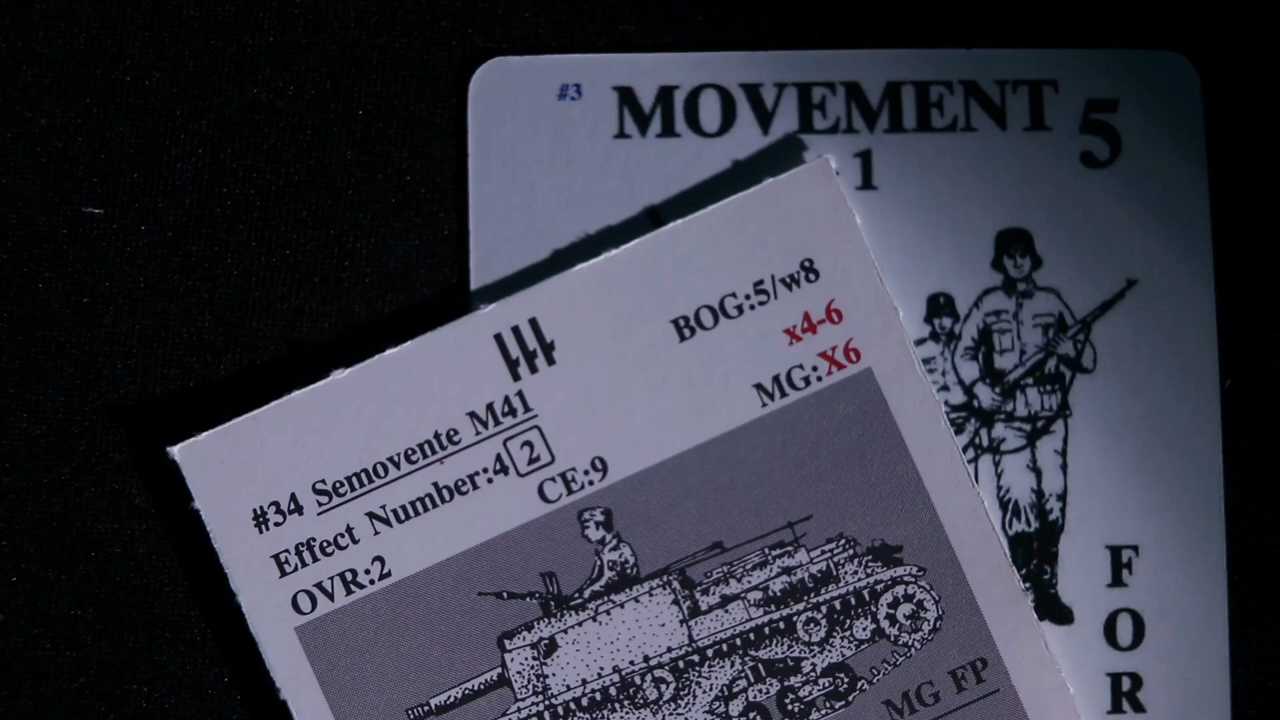 #3 MOVEMENT 5
1
BOG:5/w8
x4-6
MG:X6
#34 Semovente M41
Effect Number:4 2
CE:9
OVR:2
MG FP
F
O
R